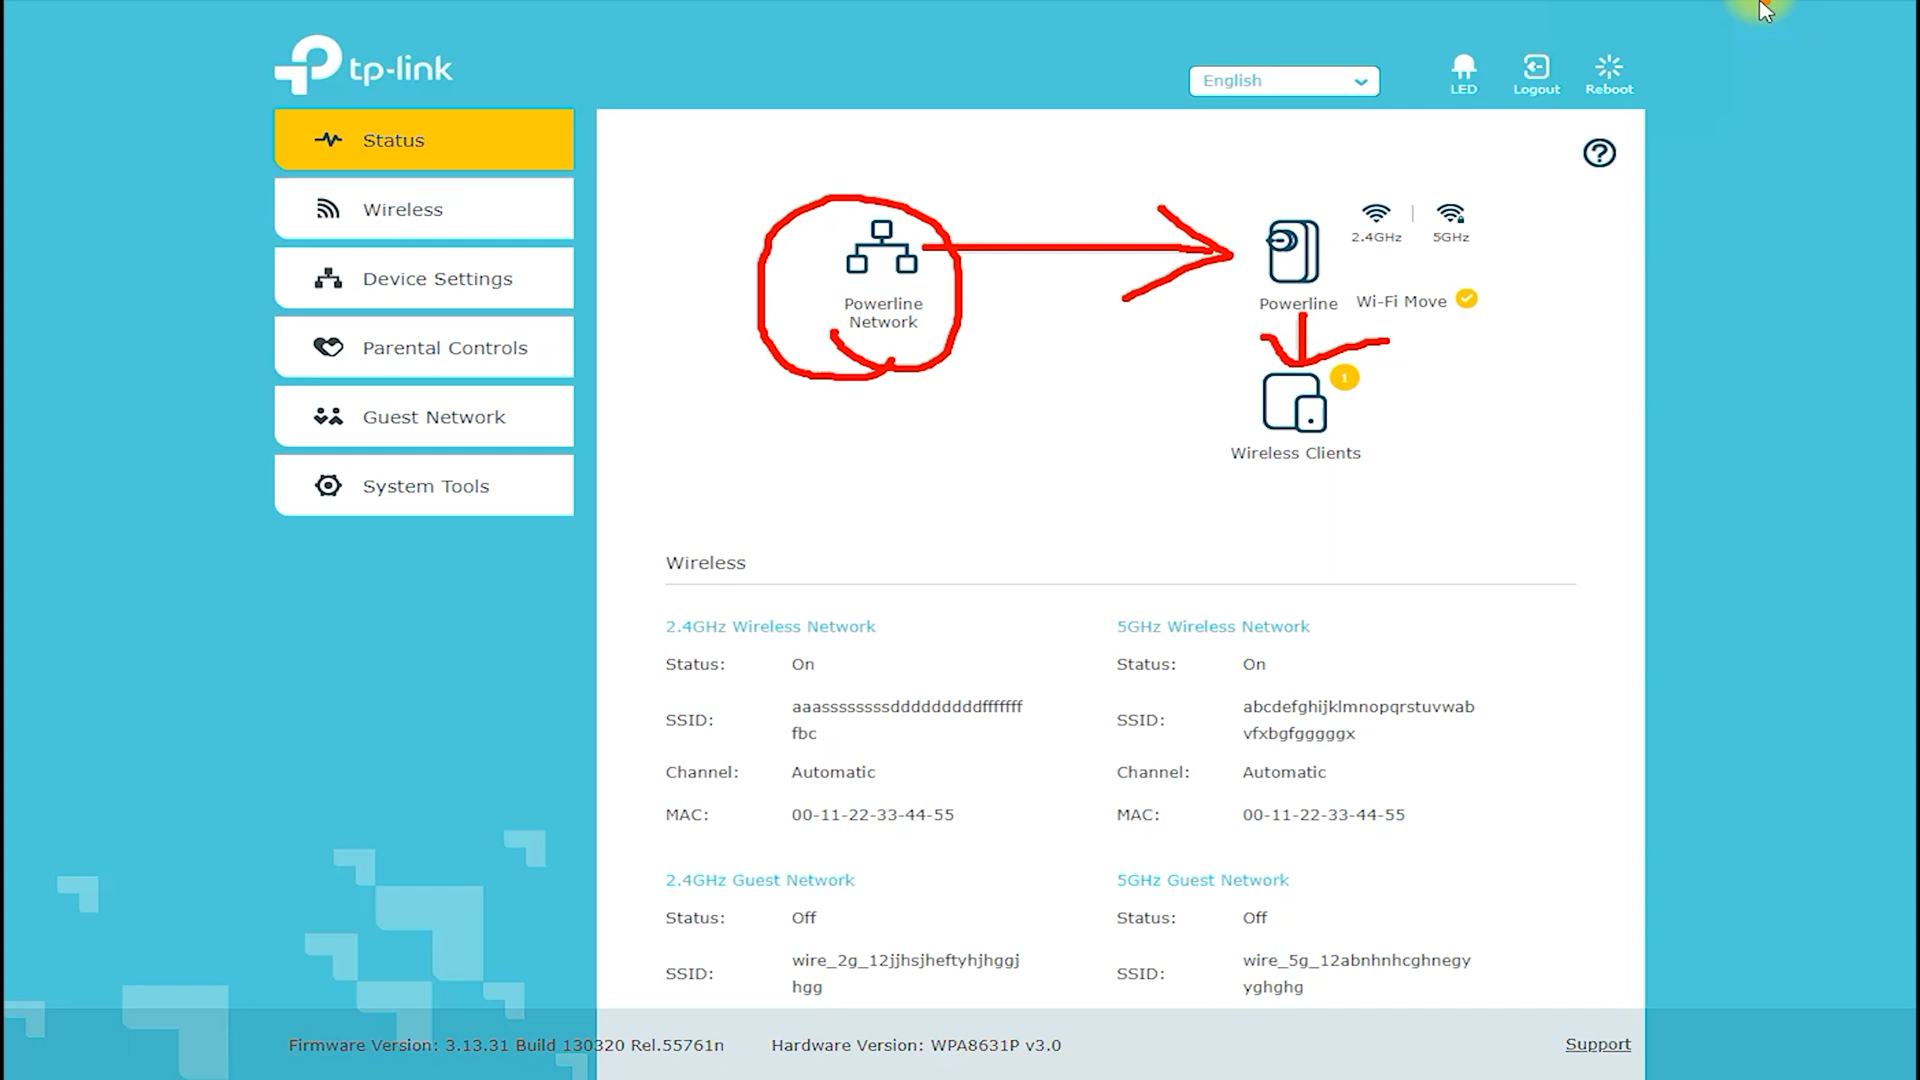 tp-link
English
LED
Logout
Reboot
Status
Wireless
Device Settings
Parental Controls
Guest Network
System Tools
Powerline
Network
2.4GHz
5GHz
Powerline
Wi-Fi Move
1
Wireless Clients
Wireless
2.4GHz Wireless Network
Status: On
SSID: aaassssssssdddddddddfffffff
fbc
Channel: Automatic
MAC: 00-11-22-33-44-55
5GHz Wireless Network
Status: On
SSID: abcdefghijklmnopqrstuvwab
vfxbgfgggggx
Channel: Automatic
MAC: 00-11-22-33-44-55
2.4GHz Guest Network
Status: Off
SSID: wire_2g_12jjhsjheftyhjhggj
hgg
5GHz Guest Network
Status: Off
SSID: wire_5g_12abnhnhcghnegy
yghghg
Firmware Version: 3.13.31 Build 130320 Rel.55761n
Hardware Version: WPA8631P v3.0
Support